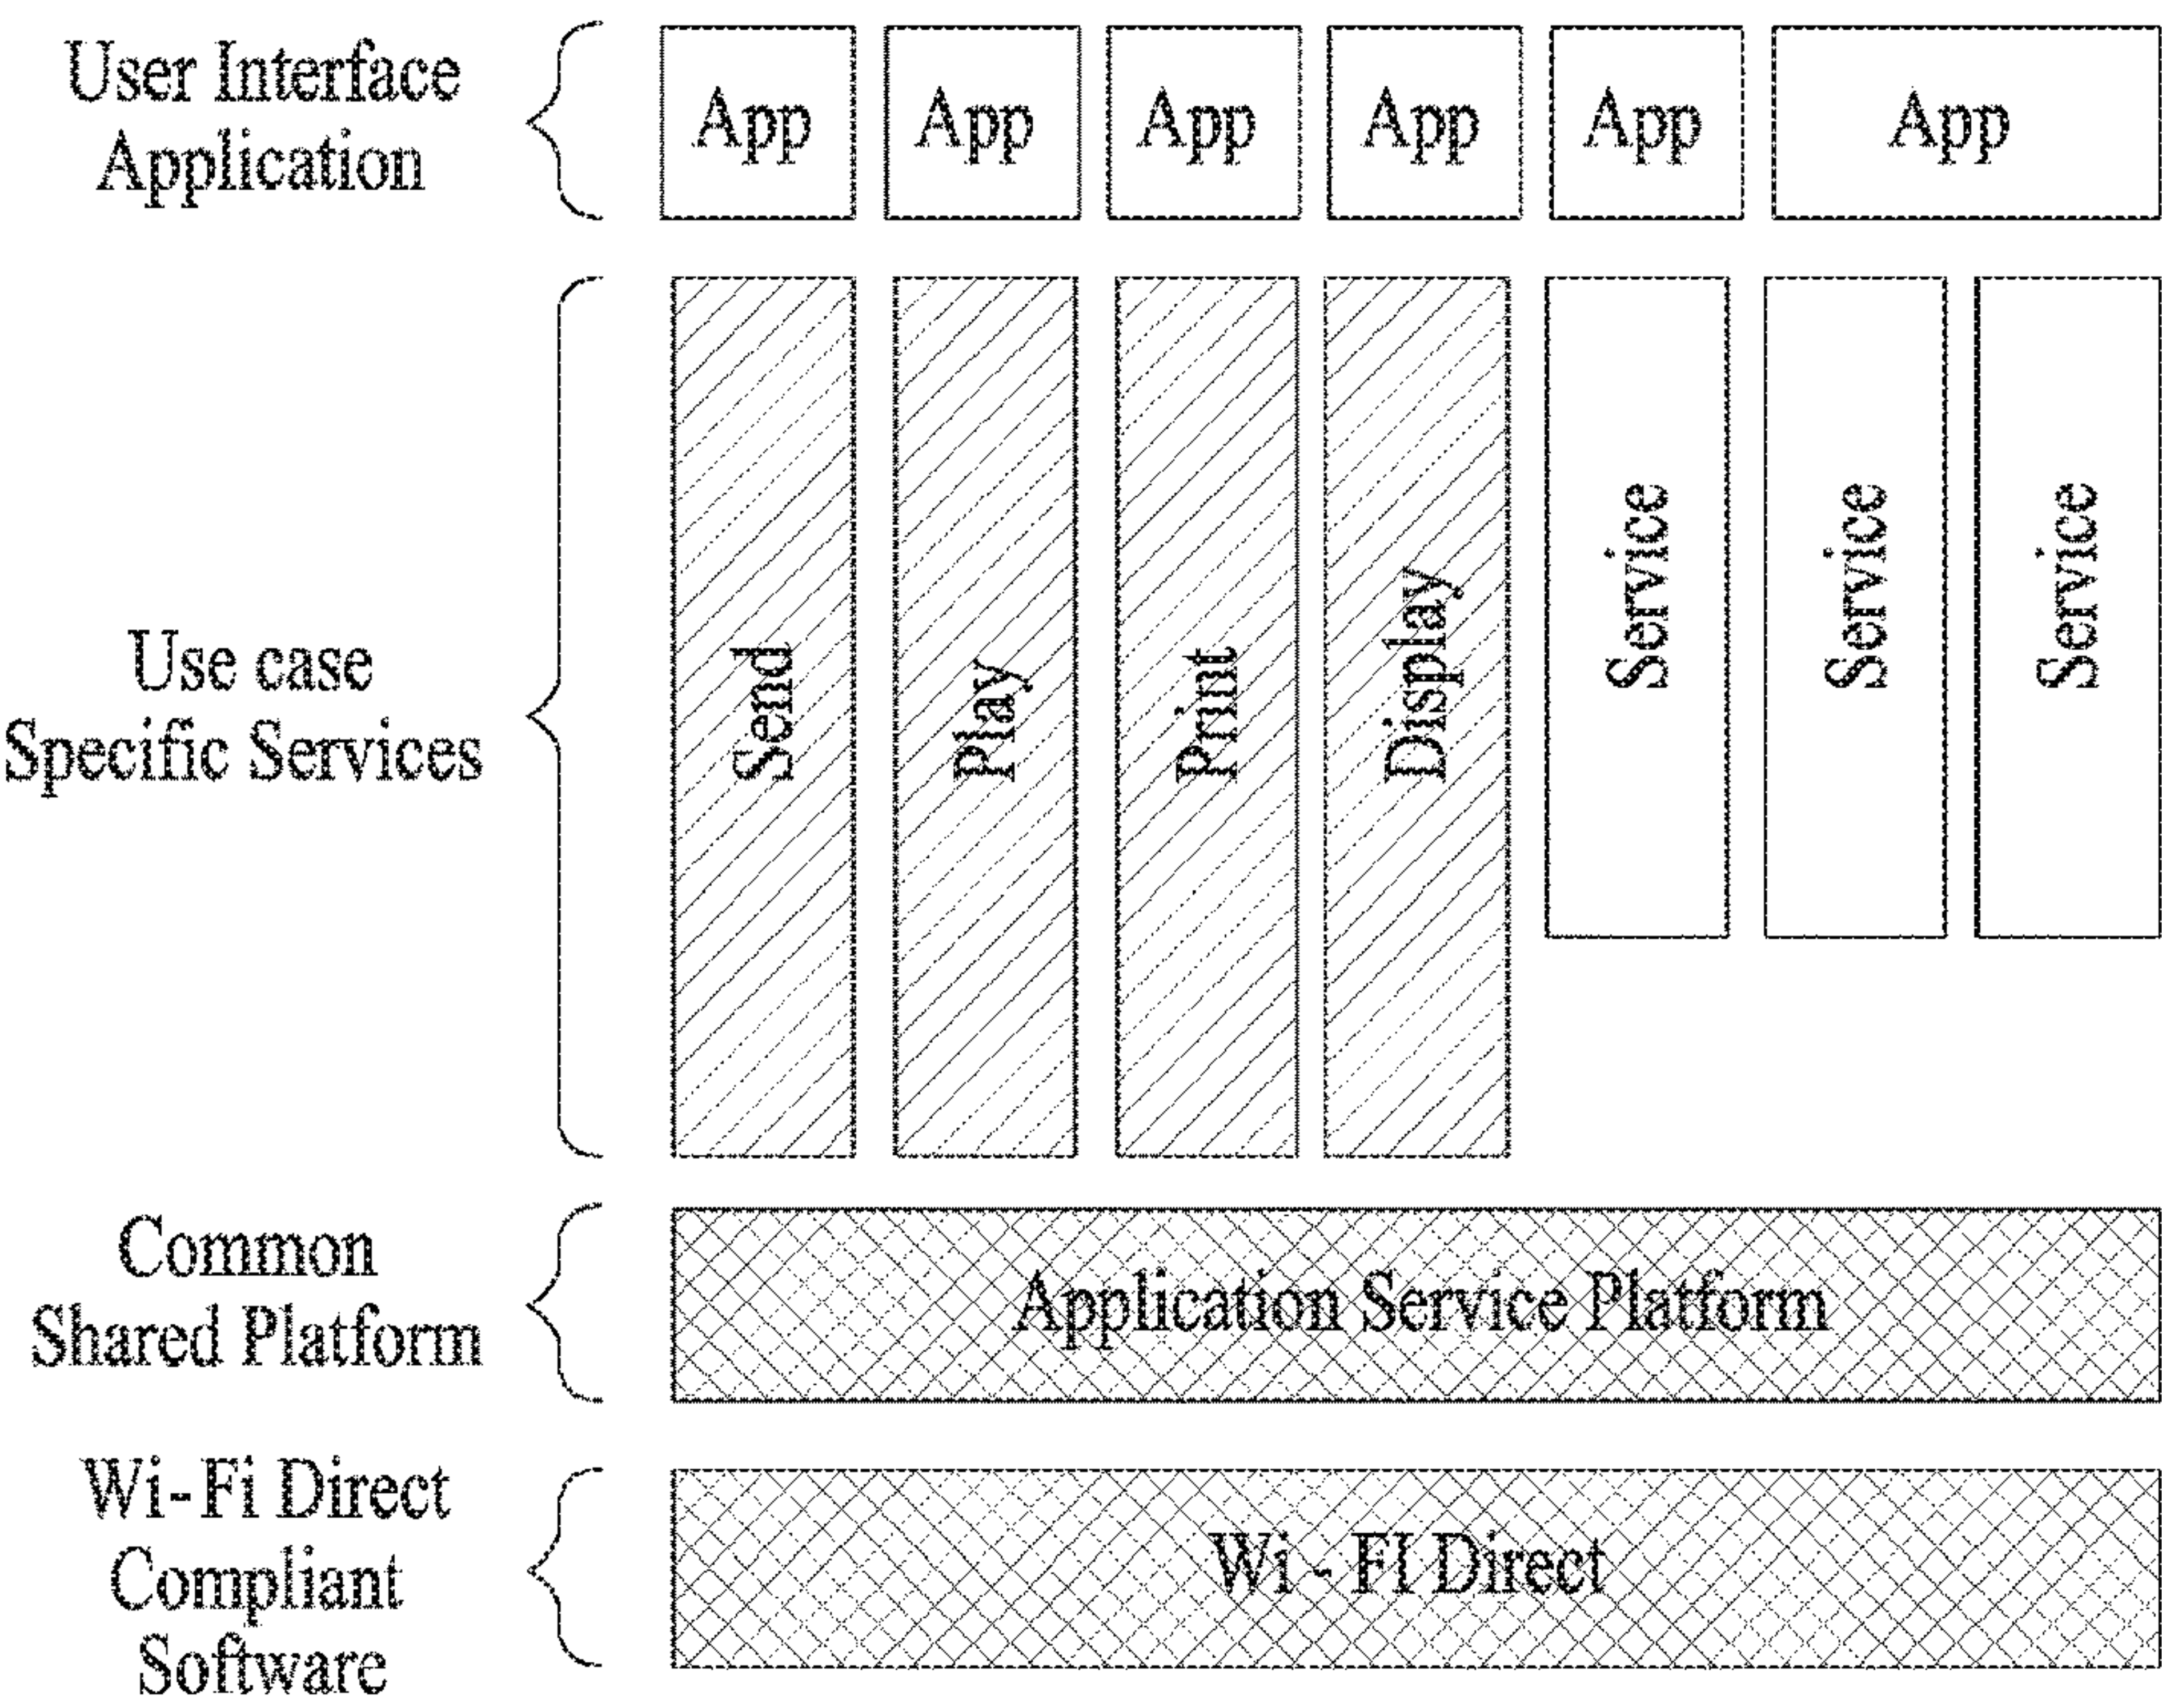 User Interface
Application
App App App App App App
Use case
Specific Services
Send Play Print Display Service Service Service
Common
Shared Platform
Application Service Platform
Wi-Fi Direct
Compliant
Software
Wi - FI Direct